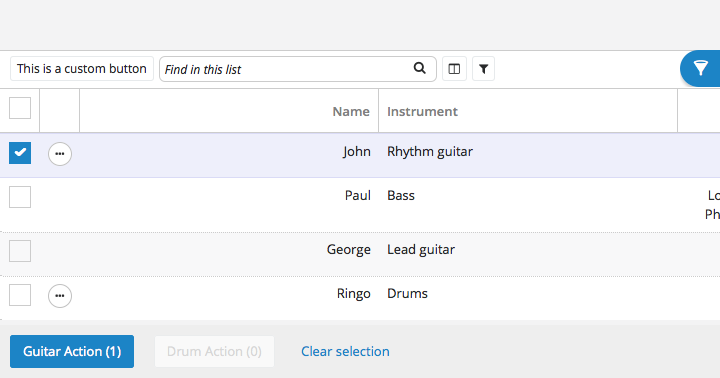 This is a custom button Find in this list
Name Instrument
John Rhythm guitar
Paul Bass Lo
Ph
George Lead guitar
Ringo Drums
Guitar Action (1) Drum Action (0) Clear selection